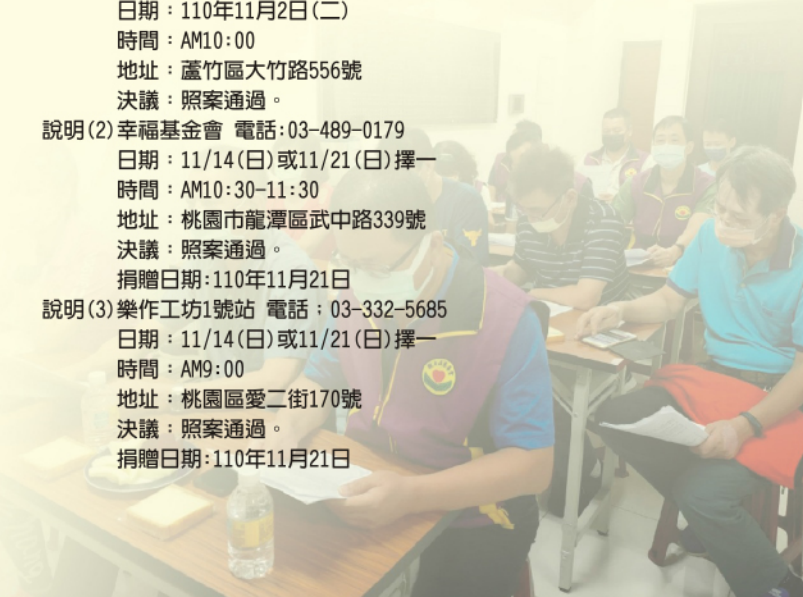 日期：110年11月2日(二)
時間：AM10:00
地址：蘆竹區大竹路556號
決議：照案通過。
說明(2)幸福基金會 電話:03-489-0179
日期：11/14(日)或11/21(日)擇一
時間：AM10:30-11:30
地址：桃園市龍潭區武中路339號
決議：照案通過。
捐贈日期:110年11月21日
說明(3)樂作工坊1號站 電話：03-332-5685
日期：11/14(日)或11/21(日)擇一
時間：AM9:00
地址：桃園區愛二街170號
決議：照案通過。
捐贈日期:110年11月21日